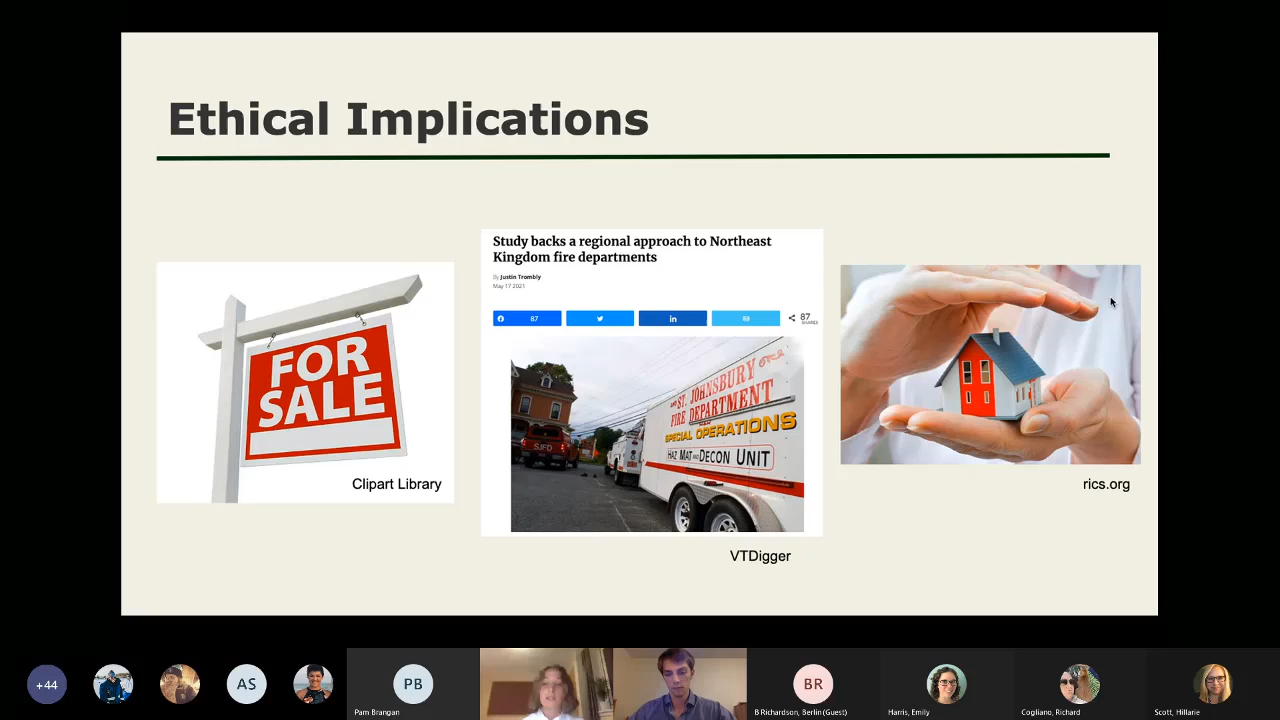 Ethical Implications
FOR
SALE
Clipart Library
Study backs a regional approach to Northeast
Kingdom fire departments
By Justin Trombly
May 17 2021
87
87
SHARES
SJFD
ST. JOHNSBURY
FIRE DEPARTMENT
SPECIAL OPERATIONS
HAZ MAT AND DECON UNIT
VTDigger
rics.org
+44
AS
PB
Pam Brangan
BR
B Richardson, Berlin (Guest)
Harris, Emily
Cogliano, Richard
Scott, Hillarie